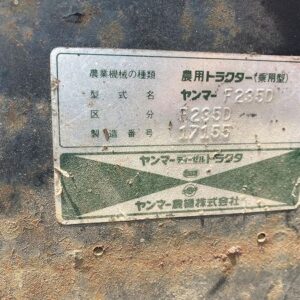 農業機械の種類 農用トラクター(乗用型)
型式名 ヤンマー F235D
区分 F235D
製造番号 17155
ヤンマーディーゼルトラクタ
ヤンマー農機株式会社